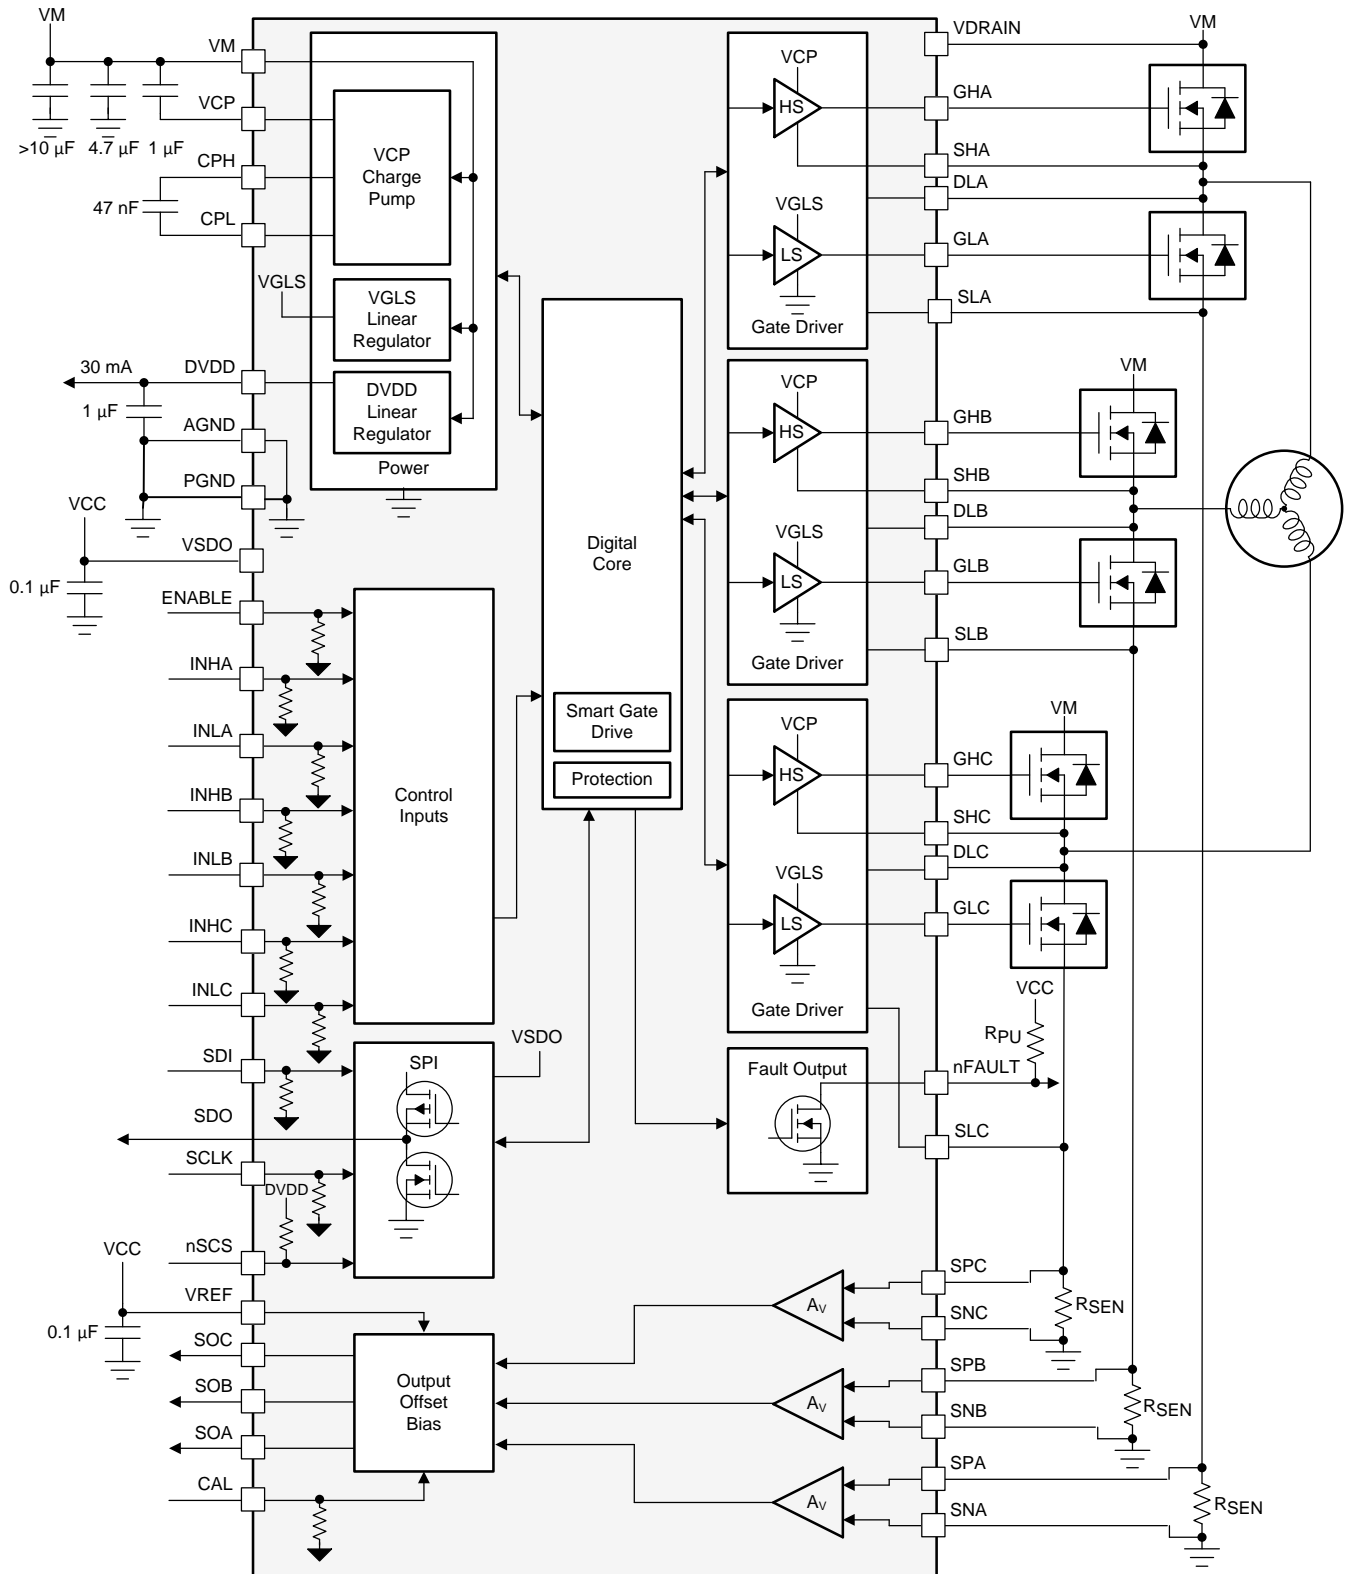 VM
VM
VCP
>10 µF
4.7 µF
1 µF
CPH
47 nF
CPL
VCP
Charge
Pump
VGLS
VGLS
Linear
Regulator
30 mA
DVDD
1 µF
DVDD
Linear
Regulator
AGND
Power
PGND
VCC
VSDO
0.1 µF
ENABLE
INHA
INLA
INHB
INLB
INHC
INLC
Control
Inputs
Digital
Core
Smart Gate
Drive
Protection
SDI
SDO
SCLK
DVDD
nSCS
SPI
VSDO
VCC
VREF
0.1 µF
SOC
SOB
SOA
CAL
Output
Offset
Bias
VCP
HS
VGLS
LS
Gate Driver
VCP
HS
VGLS
LS
Gate Driver
VCP
HS
VGLS
LS
Gate Driver
Fault Output
AV
AV
AV
VDRAIN
VM
GHA
SHA
DLA
GLA
SLA
VM
GHB
SHB
DLB
GLB
SLB
VM
GHC
SHC
DLC
GLC
VCC
RPU
nFAULT
SLC
SPC
SNC
RSEN
SPB
SNB
RSEN
SPA
SNA
RSEN